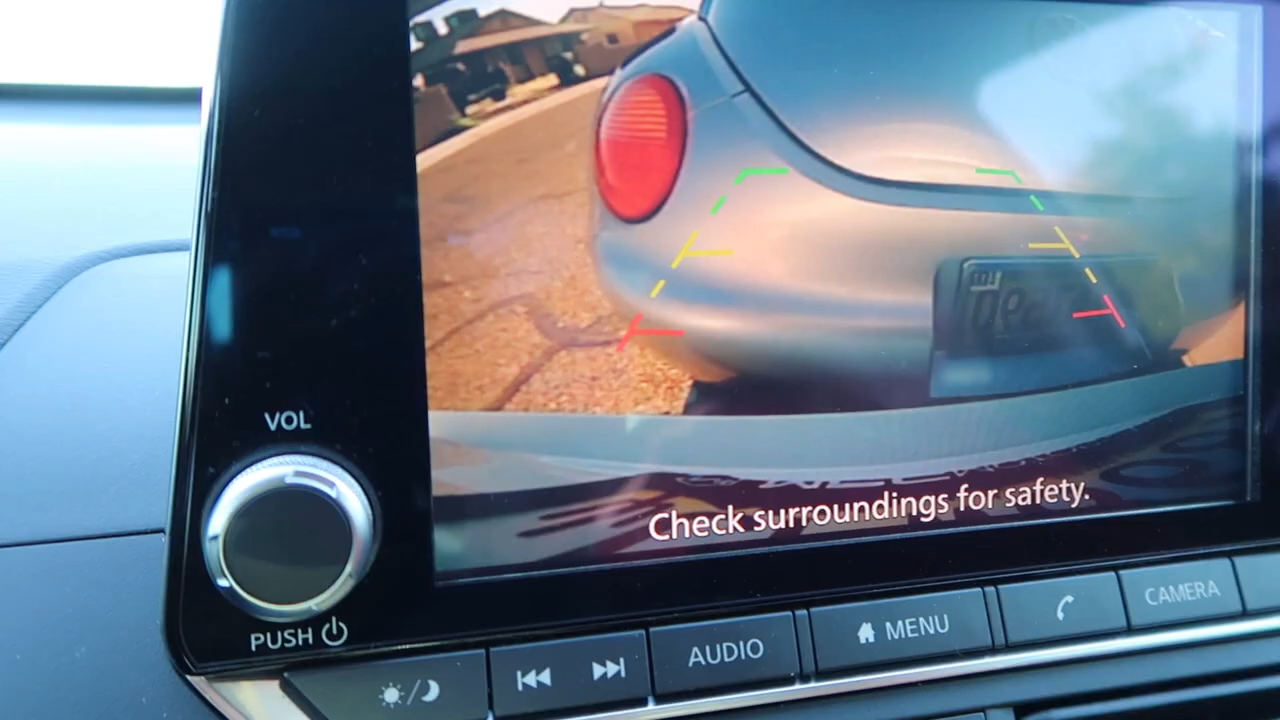 VOL
Check surroundings for safety.
PUSH
AUDIO
MENU
CAMERA